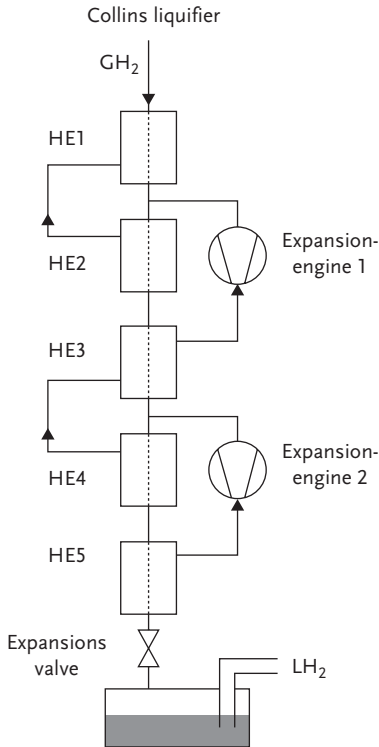 Collins liquifier
GH2
HE1
HE2
Expansion-
engine 1
HE3
HE4
Expansion-
engine 2
HE5
Expansions
valve
LH2